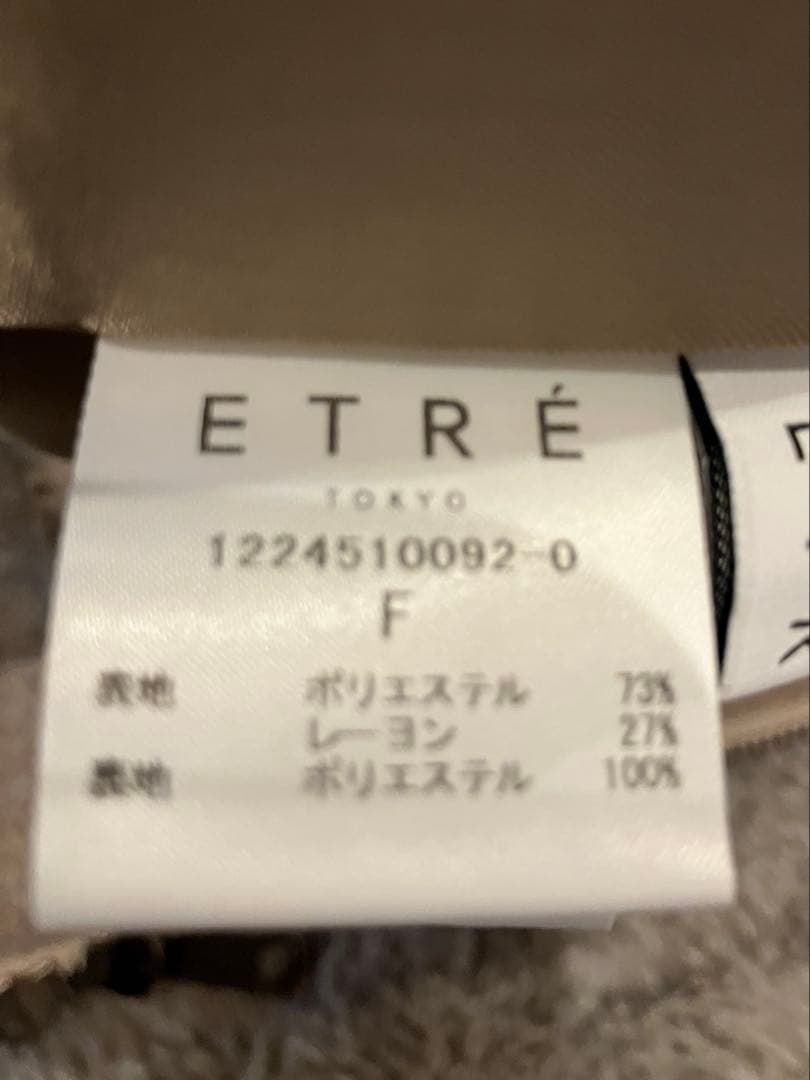 ETRÉ
TOKYO
1224510092-0
F
表地 ポリエステル 73%
レーヨン 27%
表地 ポリエステル 100%